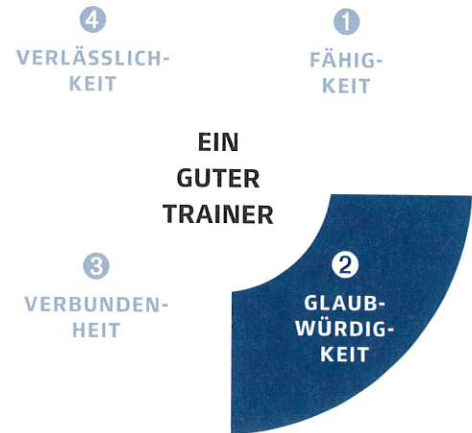 4
VERLÄSSLICH-
KEIT
1
FÄHIG-
KEIT
EIN
GUTER
TRAINER
3
VERBUNDEN-
HEIT
2
GLAUB-
WÜRDIG-
KEIT